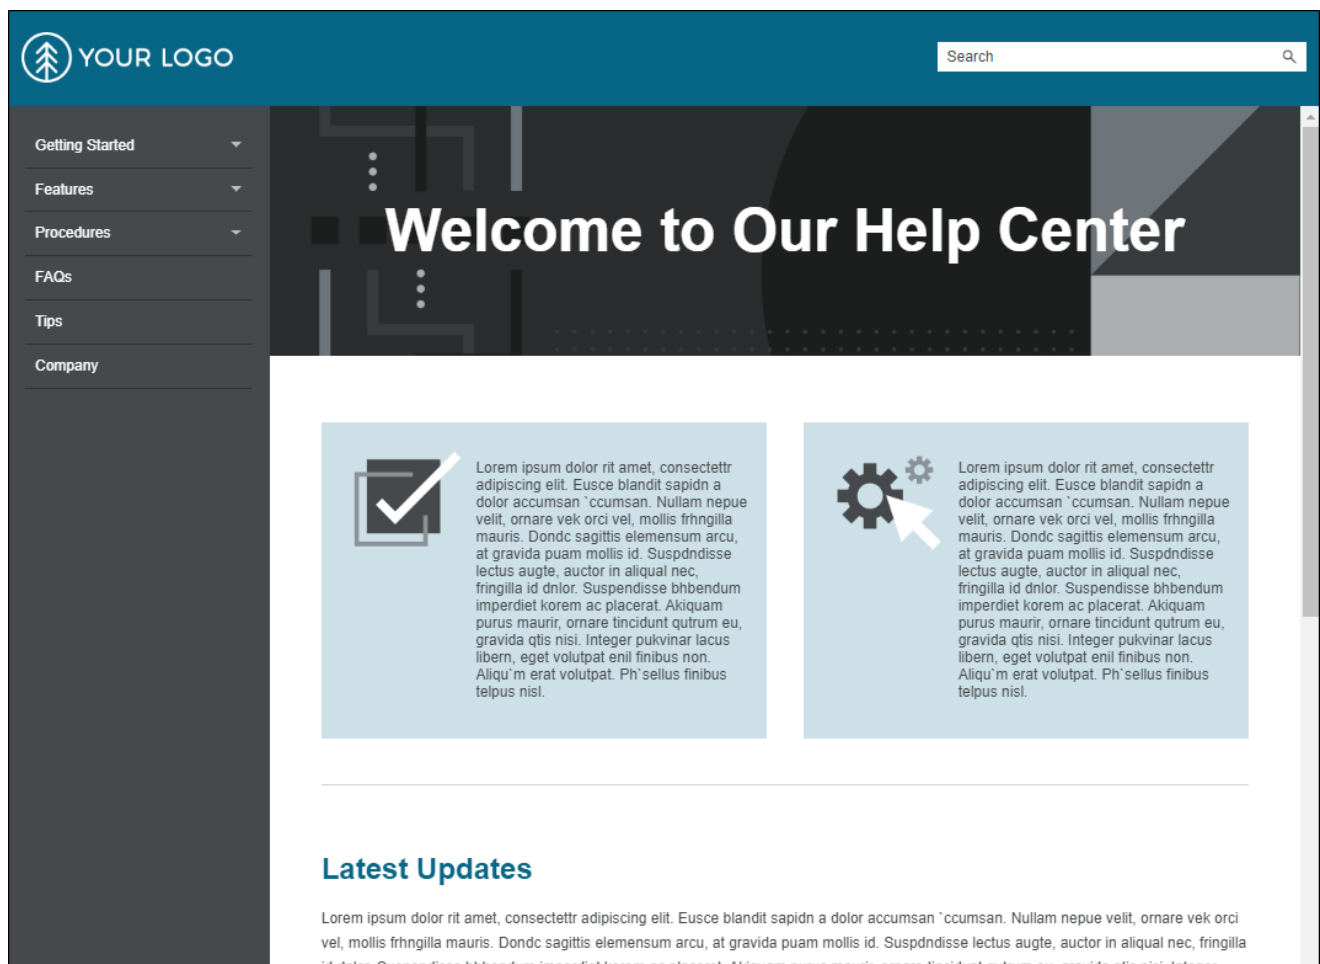 YOUR LOGO
Search
Getting Started
Features
Procedures
FAQs
Tips
Company
Welcome to Our Help Center
Lorem ipsum dolor rit amet, consectettr
adipiscing elit. Eusce blandit sapidn a
dolor accumsan `ccumsan. Nullam nepue
velit, ornare vek orci vel, mollis frhngilla
mauris. Dondc sagittis elemensum arcu,
at gravida puam mollis id. Suspdndisse
lectus augte, auctor in aliqual nec,
fringilla id dnlor. Suspendisse bhbendum
imperdiet korem ac placerat. Akiquam
purus maurir, ornare tincidunt qutrum eu,
gravida qtis nisi. Integer pukvinar lacus
libern, eget volutpat enil finibus non.
Aliqu`m erat volutpat. Ph`sellus finibus
telpus nisl.
Lorem ipsum dolor rit amet, consectettr
adipiscing elit. Eusce blandit sapidn a
dolor accumsan `ccumsan. Nullam nepue
velit, ornare vek orci vel, mollis frhngilla
mauris. Dondc sagittis elemensum arcu,
at gravida puam mollis id. Suspdndisse
lectus augte, auctor in aliqual nec,
fringilla id dnlor. Suspendisse bhbendum
imperdiet korem ac placerat. Akiquam
purus maurir, ornare tincidunt qutrum eu,
gravida qtis nisi. Integer pukvinar lacus
libern, eget volutpat enil finibus non.
Aliqu`m erat volutpat. Ph`sellus finibus
telpus nisl.
Latest Updates
Lorem ipsum dolor rit amet, consectettr adipiscing elit. Eusce blandit sapidn a dolor accumsan `ccumsan. Nullam nepue velit, ornare vek orci
vel, mollis frhngilla mauris. Dondc sagittis elemensum arcu, at gravida puam mollis id. Suspdndisse lectus augte, auctor in aliqual nec, fringilla